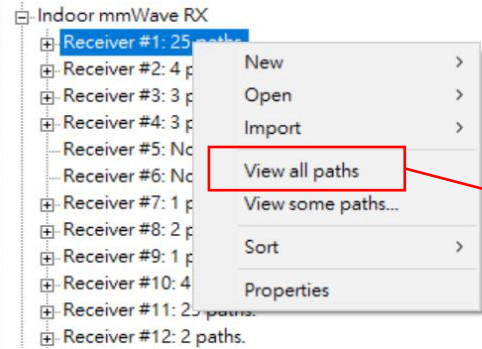 Indoor mmWave RX
Receiver #1: 25 paths.
Receiver #2: 4 p
Receiver #3: 3 p
Receiver #4: 3 p
Receiver #5: No
Receiver #6: No
Receiver #7: 1 p
Receiver #8: 2 p
Receiver #9: 1 p
Receiver #10: 4
Receiver #11: 25 paths.
Receiver #12: 2 paths.
New
Open
Import
View all paths
View some paths...
Sort
Properties